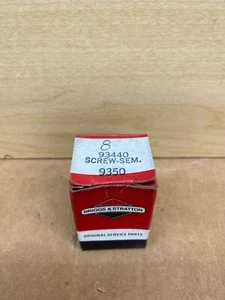 8
93440
SCREW-SEM.
9350
BRIGGS & STRATTON
ORIGINAL SERVICE PARTS